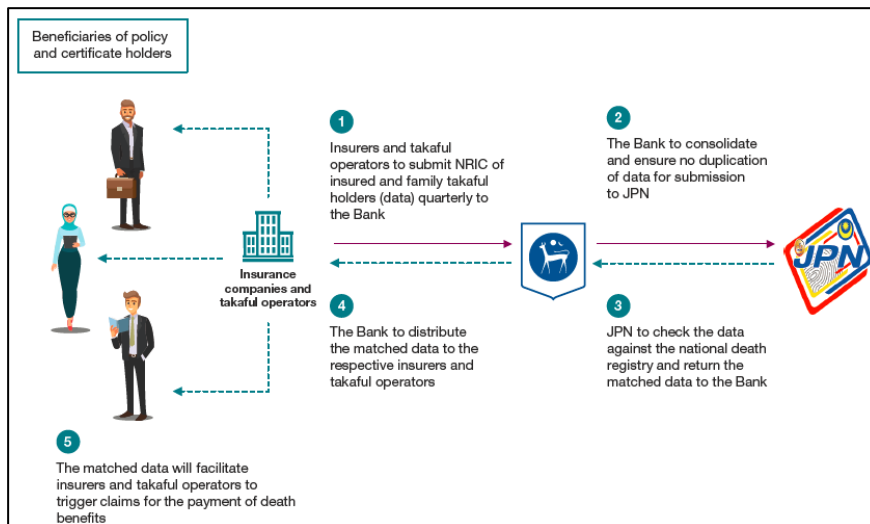 Beneficiaries of policy
and certificate holders
1
Insurers and takaful
operators to submit NRIC of
insured and family takaful
holders (data) quarterly to
the Bank
2
The Bank to consolidate
and ensure no duplication
of data for submission
to JPN
Insurance
companies and
takaful operators
JPN
4
The Bank to distribute
the matched data to the
respective insurers and
takaful operators
3
JPN to check the data
against the national death
registry and return the
matched data to the Bank
5
The matched data will facilitate
insurers and takaful operators to
trigger claims for the payment of death
benefits